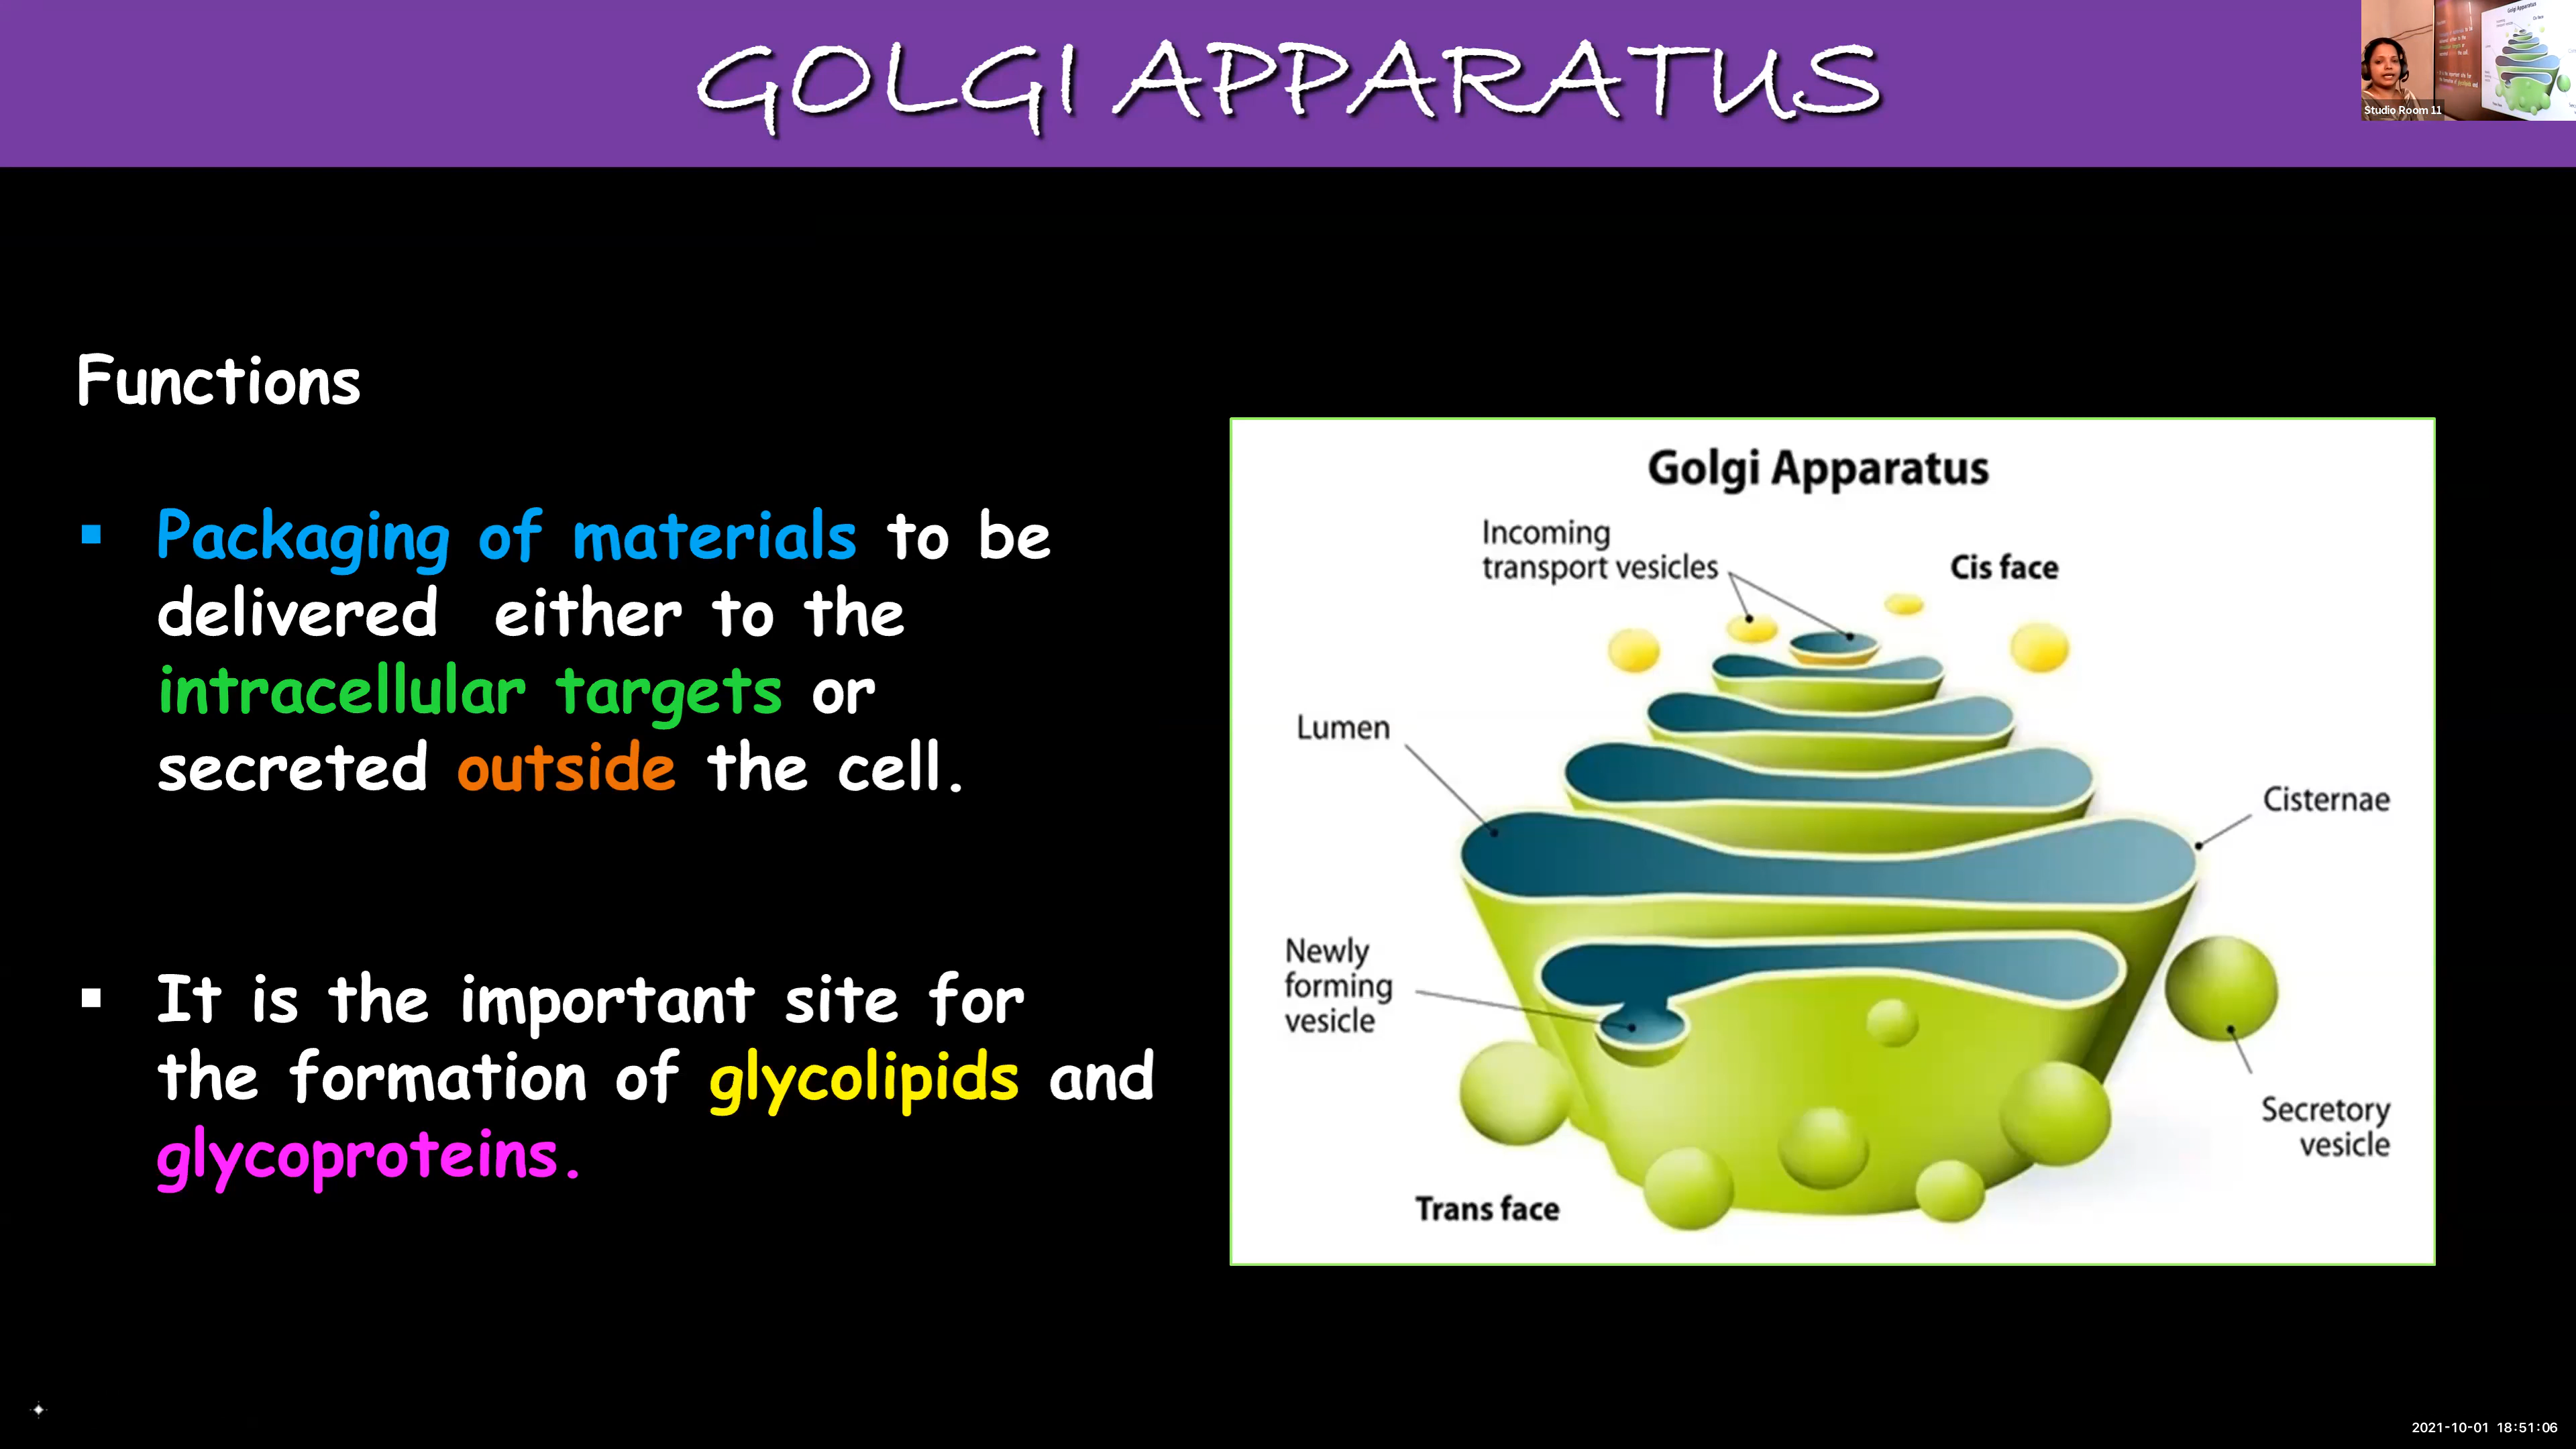 GOLGI APPARATUS
Studio Room 11
Functions
▪ Packaging of materials to be
delivered either to the
intracellular targets or
secreted outside the cell.
▪ It is the important site for
the formation of glycolipids and
glycoproteins.
Golgi Apparatus
Incoming
transport vesicles
Cis face
Lumen
Cisternae
Newly
forming
vesicle
Secretory
vesicle
Trans face
2021-10-01 18:51:06